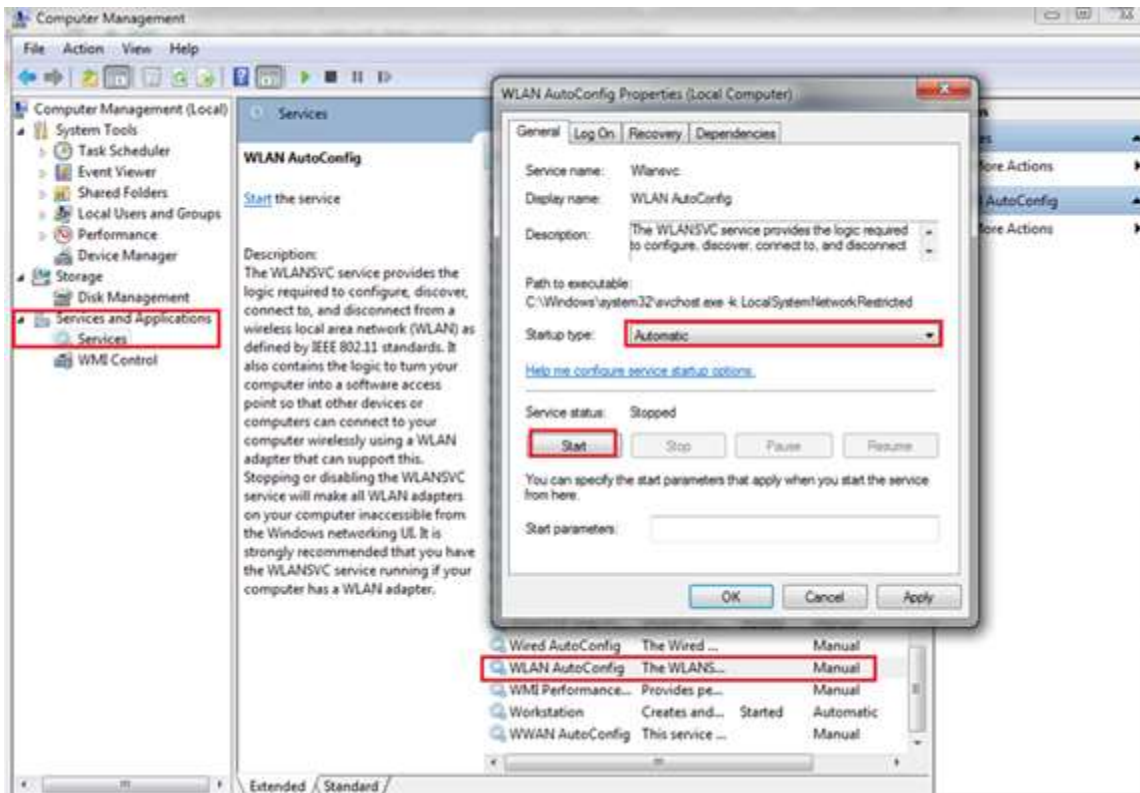 Computer Management
File Action View Help
Computer Management (Local)
System Tools
Task Scheduler
Event Viewer
Shared Folders
Local Users and Groups
Performance
Device Manager
Storage
Disk Management
Services and Applications
Services
WMI Control
Services
WLAN AutoConfig
Start the service
Description:
The WLANSVC service provides the
logic required to configure, discover,
connect to, and disconnect from a
wireless local area network (WLAN) as
defined by IEEE 802.11 standards. It
also contains the logic to turn your
computer into a software access
point so that other devices or
computers can connect to your
computer wirelessly using a WLAN
adapter that can support this.
Stopping or disabling the WLANSVC
service will make all WLAN adapters
on your computer inaccessible from
the Windows networking UI. It is
strongly recommended that you have
the WLANSVC service running if your
computer has a WLAN adapter.
WLAN AutoConfig Properties (Local Computer)
General Log On Recovery Dependencies
Service name: Wlansvc
Display name: WLAN AutoConfig
Description: The WLANSVC service provides the logic required
to configure, discover, connect to, and disconnect
Path to executable:
C:\Windows\system32\svchost.exe -k LocalSystemNetworkRestricted
Startup type: Automatic
Help me configure service startup options.
Service status: Stopped
Start Stop Pause Resume
You can specify the start parameters that apply when you start the service
from here.
Start parameters:
OK Cancel Apply
Wired AutoConfig The Wired ... Manual
WLAN AutoConfig The WLANS... Manual
WMI Performance... Provides pe... Manual
Workstation Creates and... Started Automatic
WWAN AutoConfig This service ... Manual
Extended Standard
Actions
AutoConfig
Actions